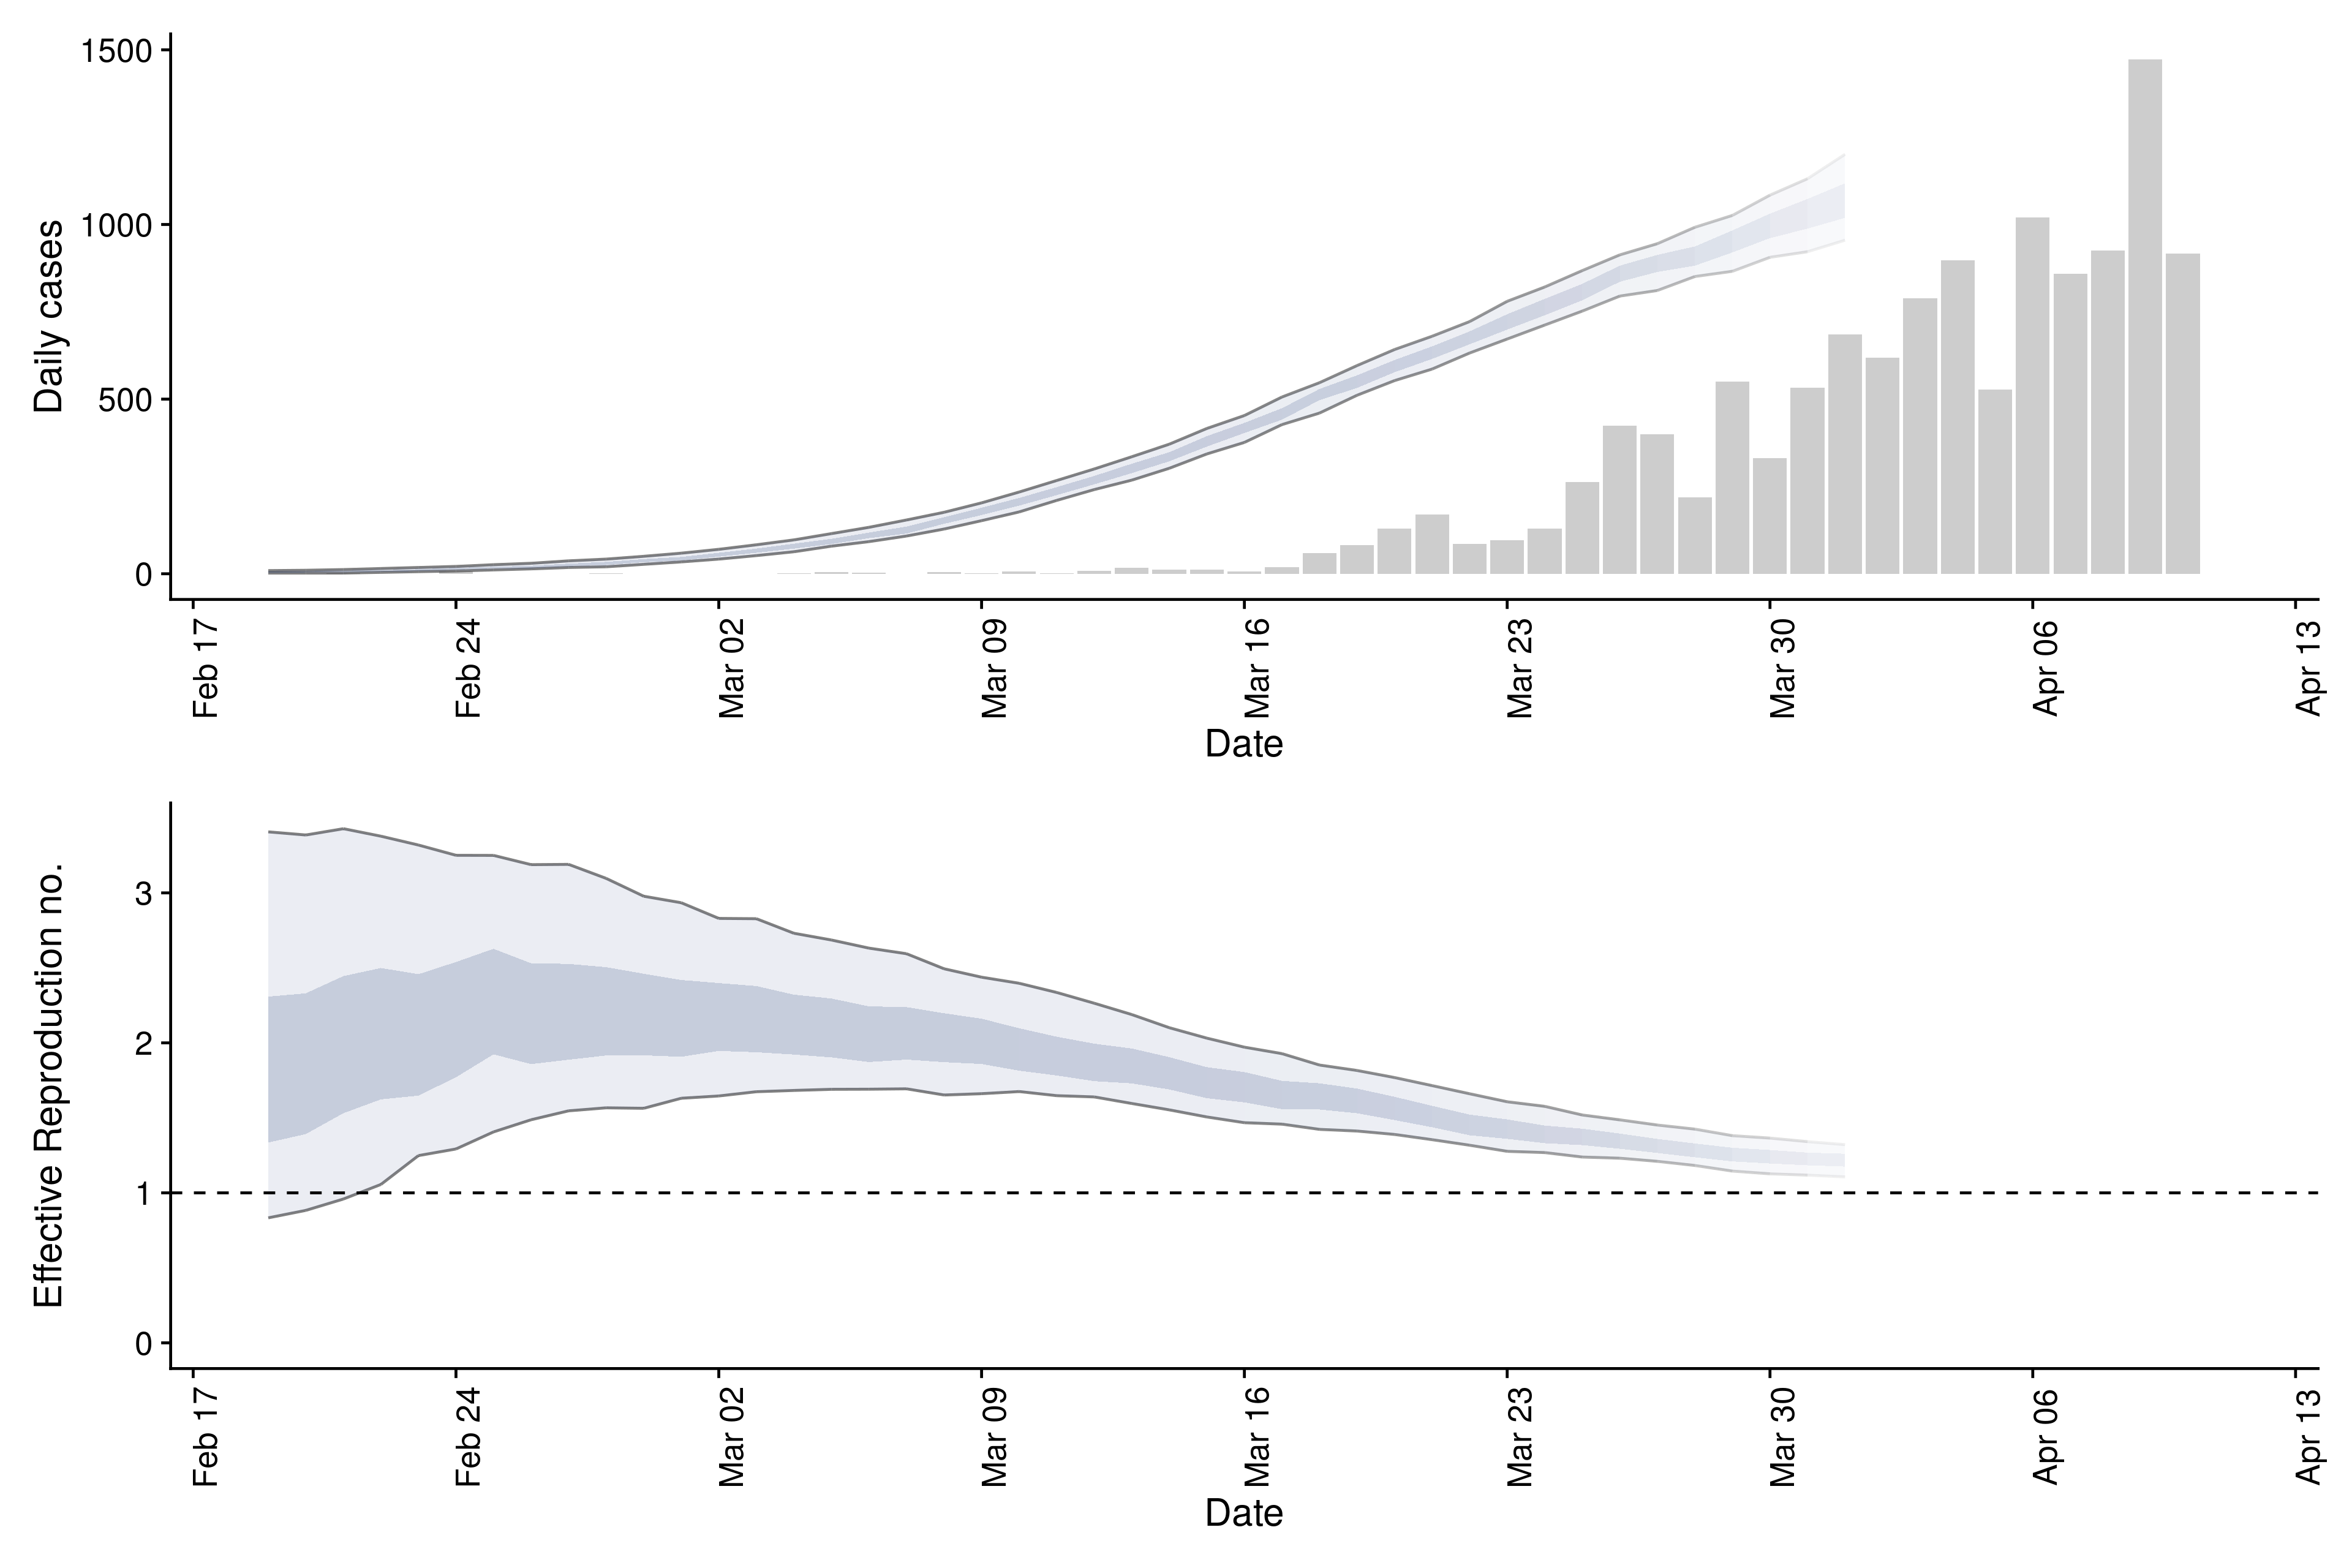 Daily cases
1500
1000
500
0
Feb 17
Feb 24
Mar 02
Mar 09
Mar 16
Mar 23
Mar 30
Apr 06
Apr 13
Date
Effective Reproduction no.
3
2
1
0
Feb 17
Feb 24
Mar 02
Mar 09
Mar 16
Mar 23
Mar 30
Apr 06
Apr 13
Date